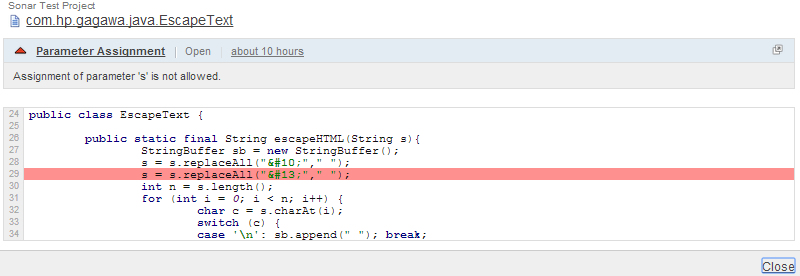 Sonar Test Project
com.hp.gagawa.java.EscapeText
Parameter Assignment | Open | about 10 hours
Assignment of parameter 's' is not allowed.
24 public class EscapeText {
25
26 public static final String escapeHTML(String s){
27 StringBuffer sb = new StringBuffer();
28 s = s.replaceAll("&#10;"," ");
29 s = s.replaceAll("&#13;"," ");
30 int n = s.length();
31 for (int i = 0; i < n; i++) {
32 char c = s.charAt(i);
33 switch (c) {
34 case '\n': sb.append(" "); break;
Close